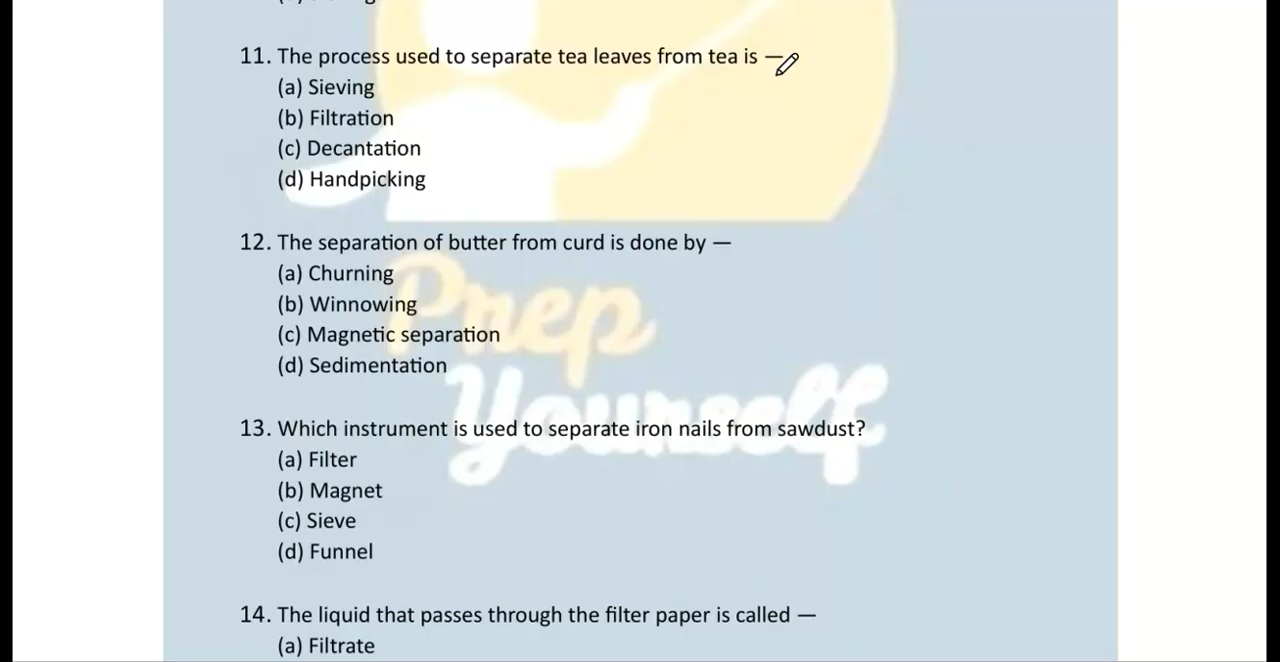 11. The process used to separate tea leaves from tea is —
(a) Sieving
(b) Filtration
(c) Decantation
(d) Handpicking
12. The separation of butter from curd is done by —
(a) Churning
(b) Winnowing
(c) Magnetic separation
(d) Sedimentation
Prep
Yourself
13. Which instrument is used to separate iron nails from sawdust?
(a) Filter
(b) Magnet
(c) Sieve
(d) Funnel
14. The liquid that passes through the filter paper is called —
(a) Filtrate